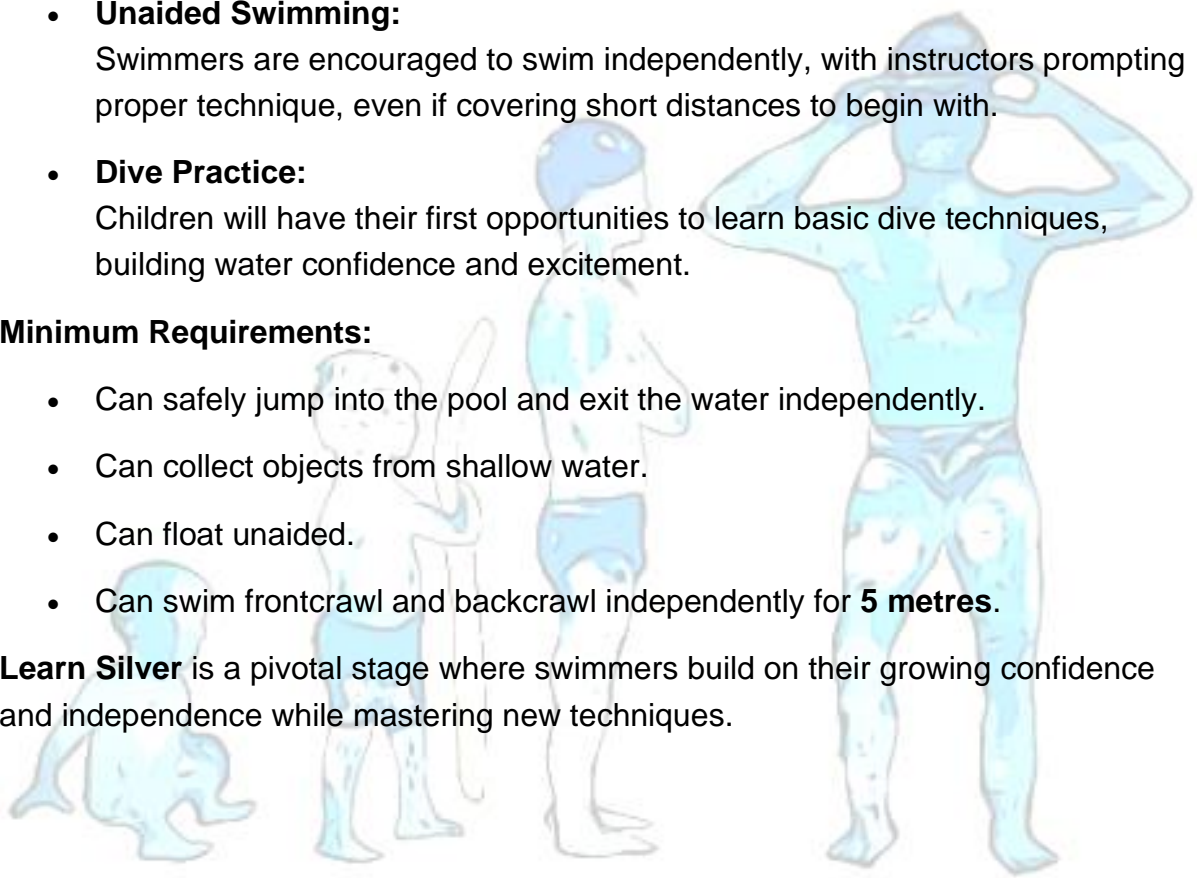 • Unaided Swimming:
Swimmers are encouraged to swim independently, with instructors prompting
proper technique, even if covering short distances to begin with.
• Dive Practice:
Children will have their first opportunities to learn basic dive techniques,
building water confidence and excitement.
Minimum Requirements:
• Can safely jump into the pool and exit the water independently.
• Can collect objects from shallow water.
• Can float unaided.
• Can swim frontcrawl and backcrawl independently for 5 metres.
Learn Silver is a pivotal stage where swimmers build on their growing confidence
and independence while mastering new techniques.